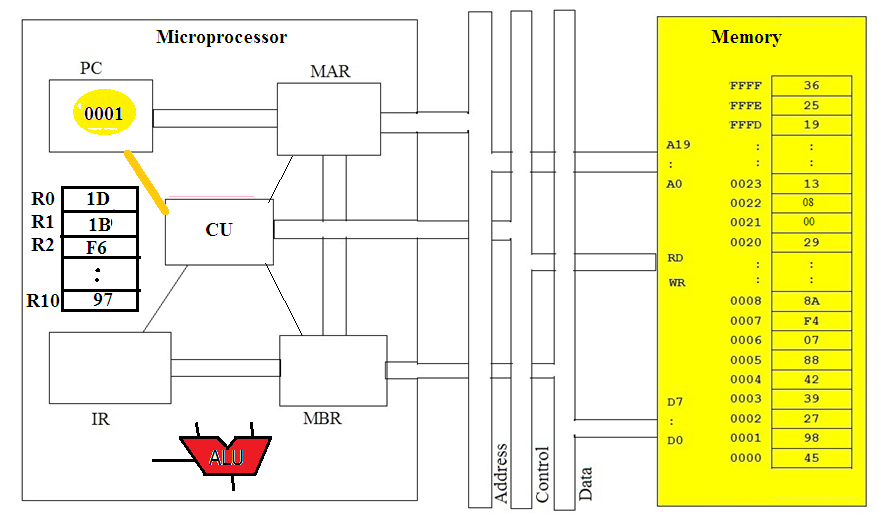 Microprocessor
PC
0001
MAR
R0 1D
R1 1B
R2 F6
:
R10 97
CU
IR
MBR
ALU
Address
Control
Data
Memory
FFFF 36
FFFE 25
FFFD 19
A19 : :
: : :
A0 0023 13
0022 08
0021 00
0020 29
RD : :
WR : :
0008 8A
0007 F4
0006 07
0005 88
0004 42
D7 0003 39
: 0002 27
D0 0001 98
0000 45